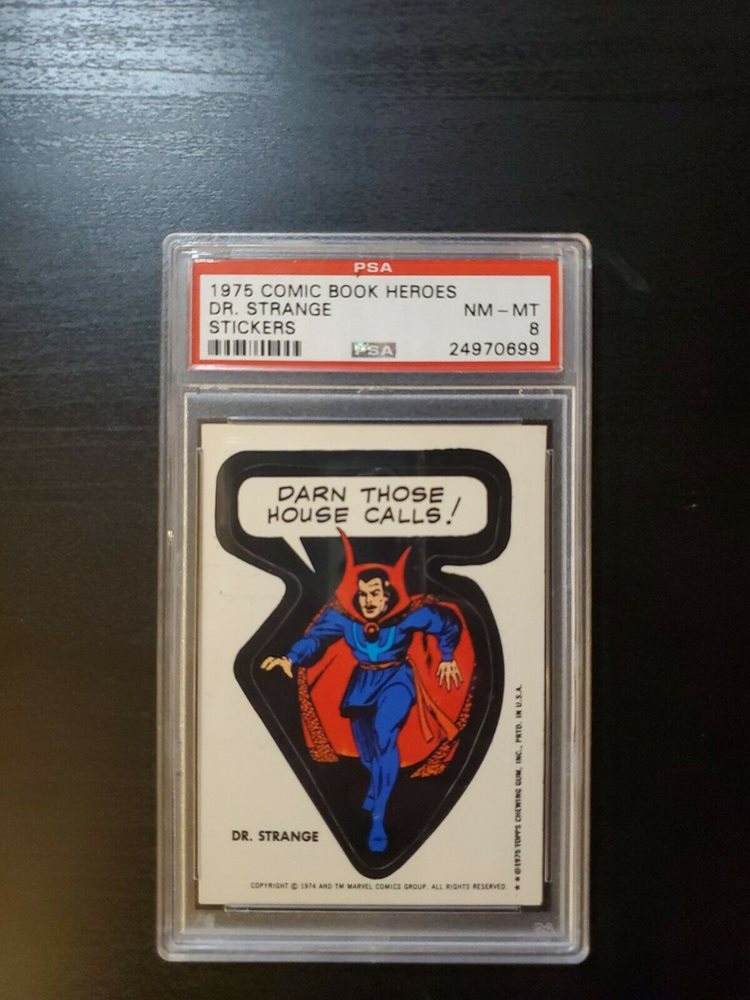 PSA
1975 COMIC BOOK HEROES
DR. STRANGE NM-MT
STICKERS 8
PSA 24970699
DARN THOSE
HOUSE CALLS!
DR. STRANGE
COPYRIGHT © 1974 AND TM MARVEL COMICS GROUP. ALL RIGHTS RESERVED.
**©1975 TOPPS CHEWING GUM, INC., PRTD. IN U.S.A.